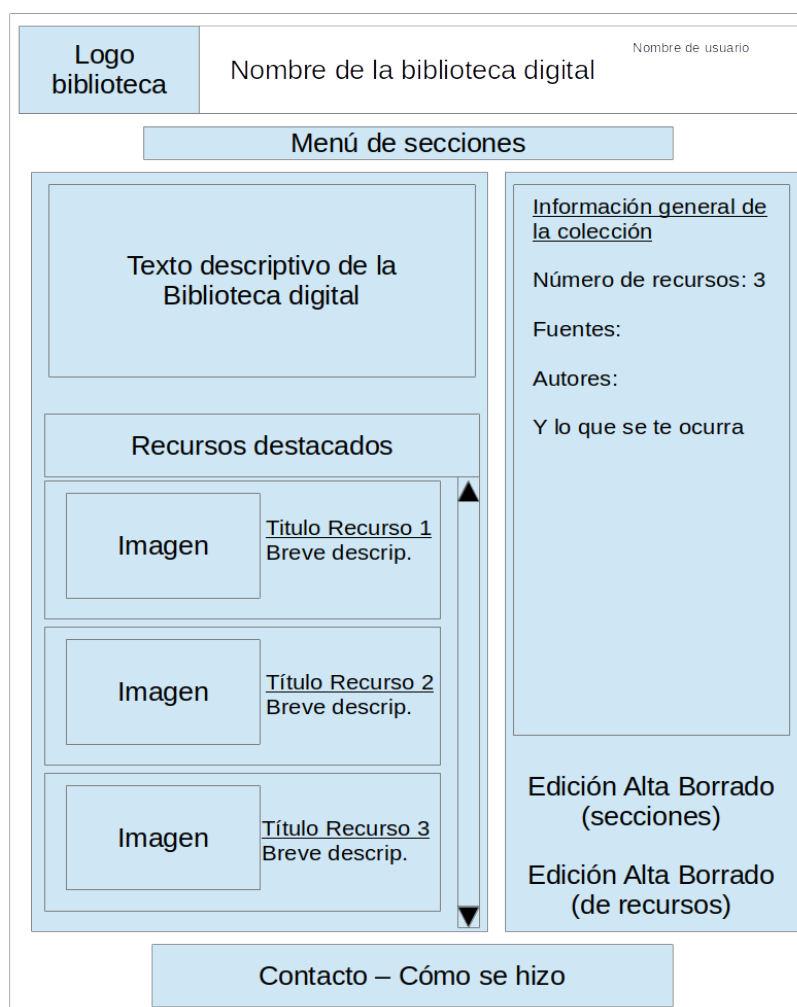 Logo
biblioteca
Nombre de la biblioteca digital
Nombre de usuario
Menú de secciones
Texto descriptivo de la
Biblioteca digital
Recursos destacados
Imagen
Titulo Recurso 1
Breve descrip.
Imagen
Título Recurso 2
Breve descrip.
Imagen
Título Recurso 3
Breve descrip.
Información general de
la colección
Número de recursos: 3
Fuentes:
Autores:
Y lo que se te ocurra
Edición Alta Borrado
(secciones)
Edición Alta Borrado
(de recursos)
Contacto – Cómo se hizo